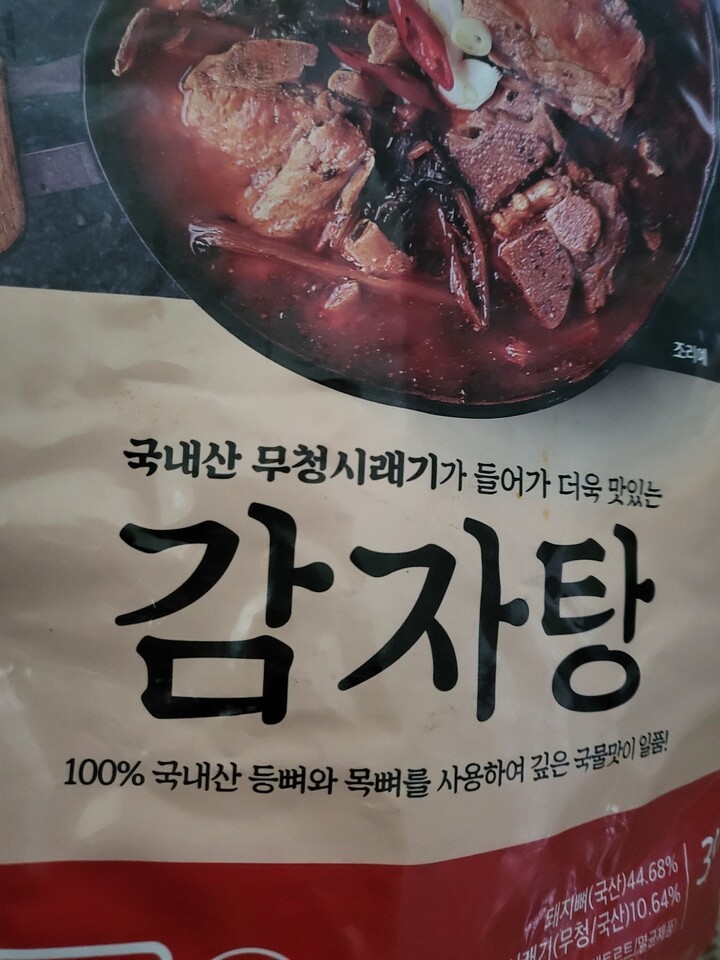 조리예
국내산 무청시래기가 들어가 더욱 맛있는
감자탕
100% 국내산 등뼈와 목뼈를 사용하여 깊은 국물맛이 일품!
돼지뼈(국산)44.68%
래기(무청/국산)10.64%